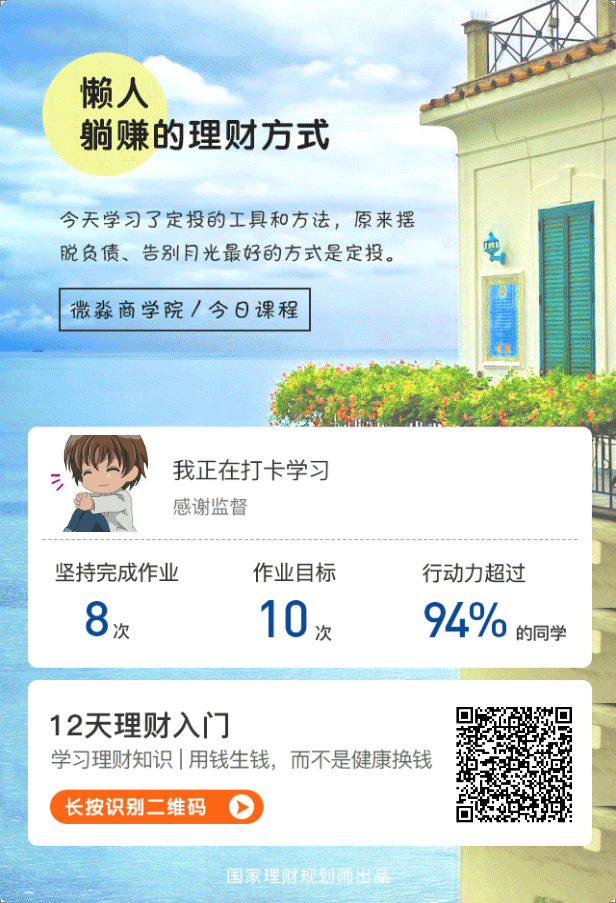 懒人
躺赚的理财方式
今天学习了定投的工具和方法，原来摆
脱负债、告别月光最好的方式是定投。
微淼商学院 / 今日课程
我正在打卡学习
感谢监督
坚持完成作业 作业目标 行动力超过
8次 10次 94%的同学
12天理财入门
学习理财知识 | 用钱生钱，而不是健康换钱
长按识别二维码
国家理财规划师出品